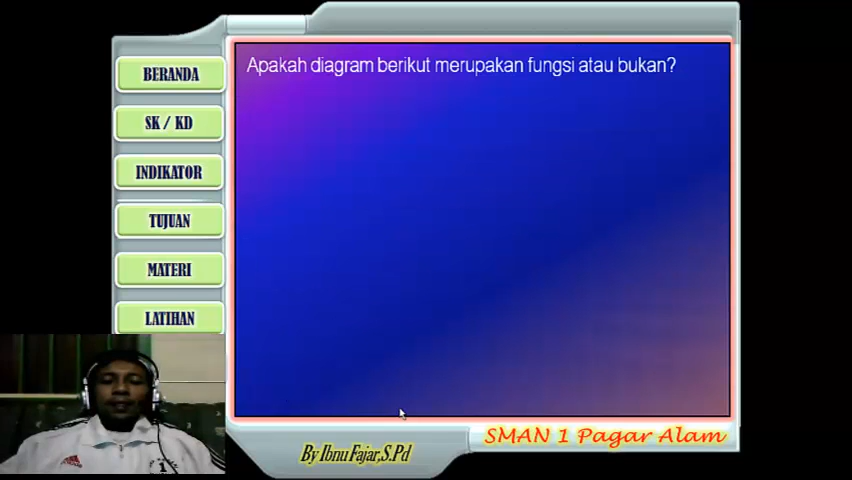 Apakah diagram berikut merupakan fungsi atau bukan?
BERANDA
SK / KD
INDIKATOR
TUJUAN
MATERI
LATIHAN
By Ibnu Fajar,S.Pd
SMAN 1 Pagar Alam